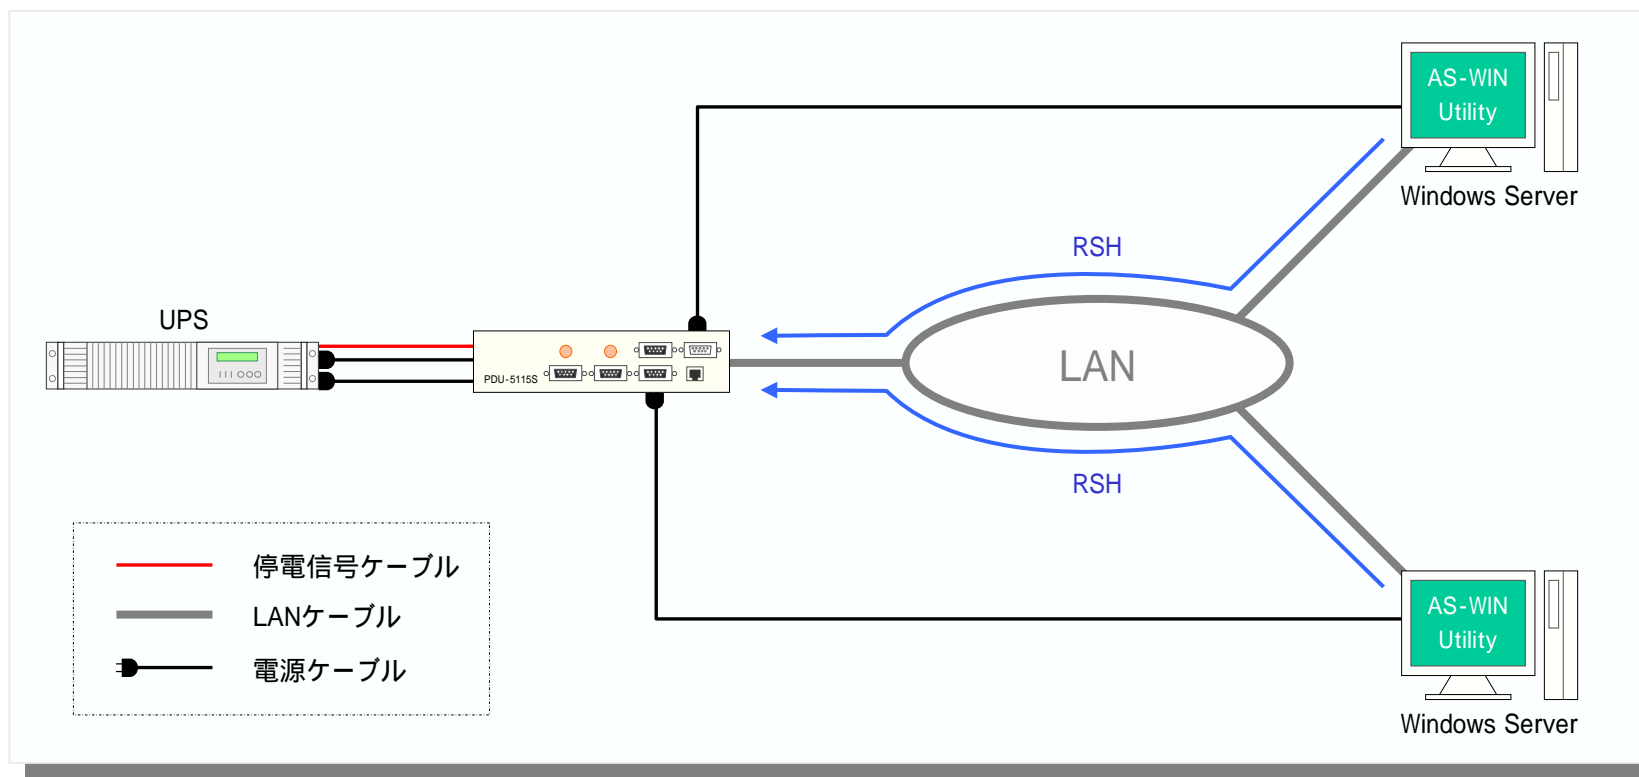 AS-WIN
Utility
Windows Server
RSH
UPS
PDU-5115S
LAN
RSH
停電信号ケーブル
LANケーブル
電源ケーブル
AS-WIN
Utility
Windows Server